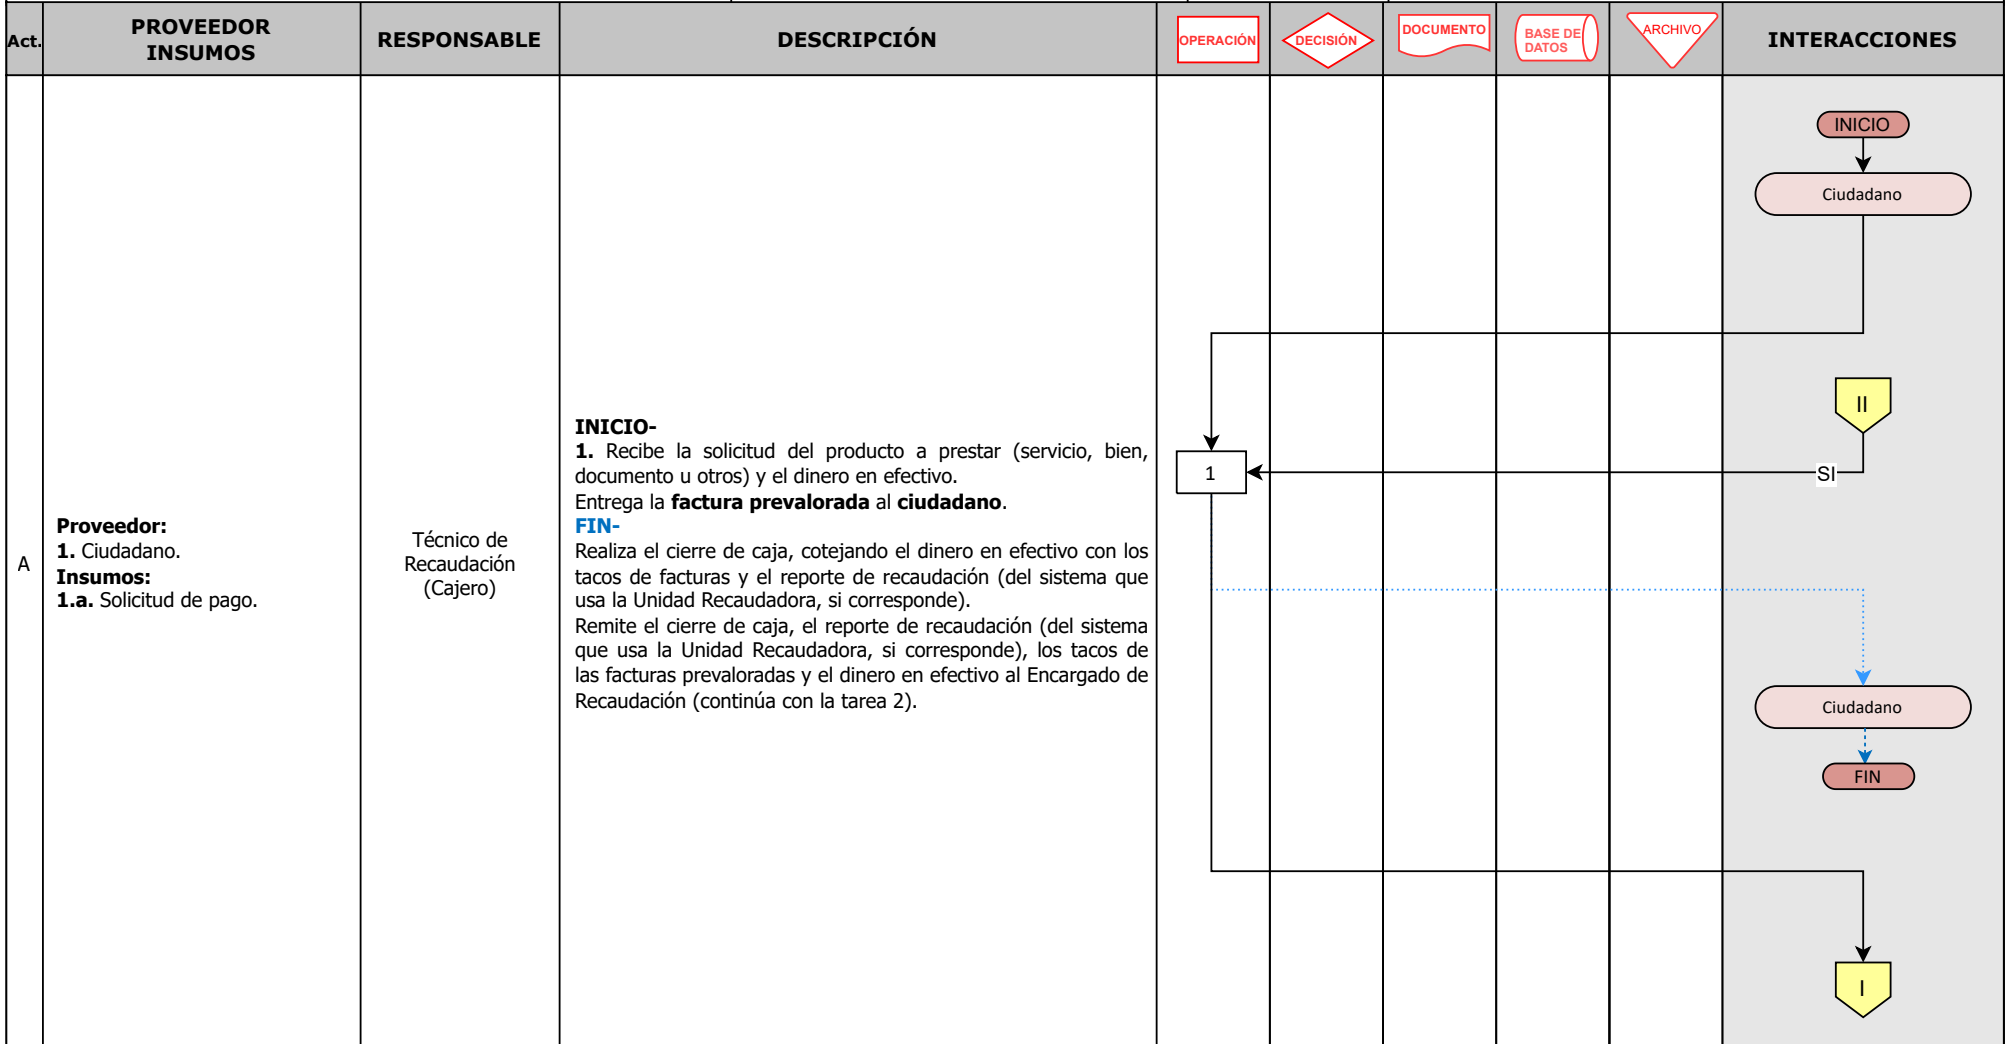 Act.
PROVEEDOR
INSUMOS
RESPONSABLE
DESCRIPCIÓN
OPERACIÓN
DECISIÓN
DOCUMENTO
BASE DE
DATOS
ARCHIVO
INTERACCIONES
A
Proveedor:
1. Ciudadano.
Insumos:
1.a. Solicitud de pago.
Técnico de
Recaudación
(Cajero)
INICIO-
1. Recibe la solicitud del producto a prestar (servicio, bien,
documento u otros) y el dinero en efectivo.
Entrega la factura prevalorada al ciudadano.
FIN-
Realiza el cierre de caja, cotejando el dinero en efectivo con los
tacos de facturas y el reporte de recaudación (del sistema que
usa la Unidad Recaudadora, si corresponde).
Remite el cierre de caja, el reporte de recaudación (del sistema
que usa la Unidad Recaudadora, si corresponde), los tacos de
las facturas prevaloradas y el dinero en efectivo al Encargado de
Recaudación (continúa con la tarea 2).
INICIO
Ciudadano
II
1
SI
Ciudadano
FIN
I